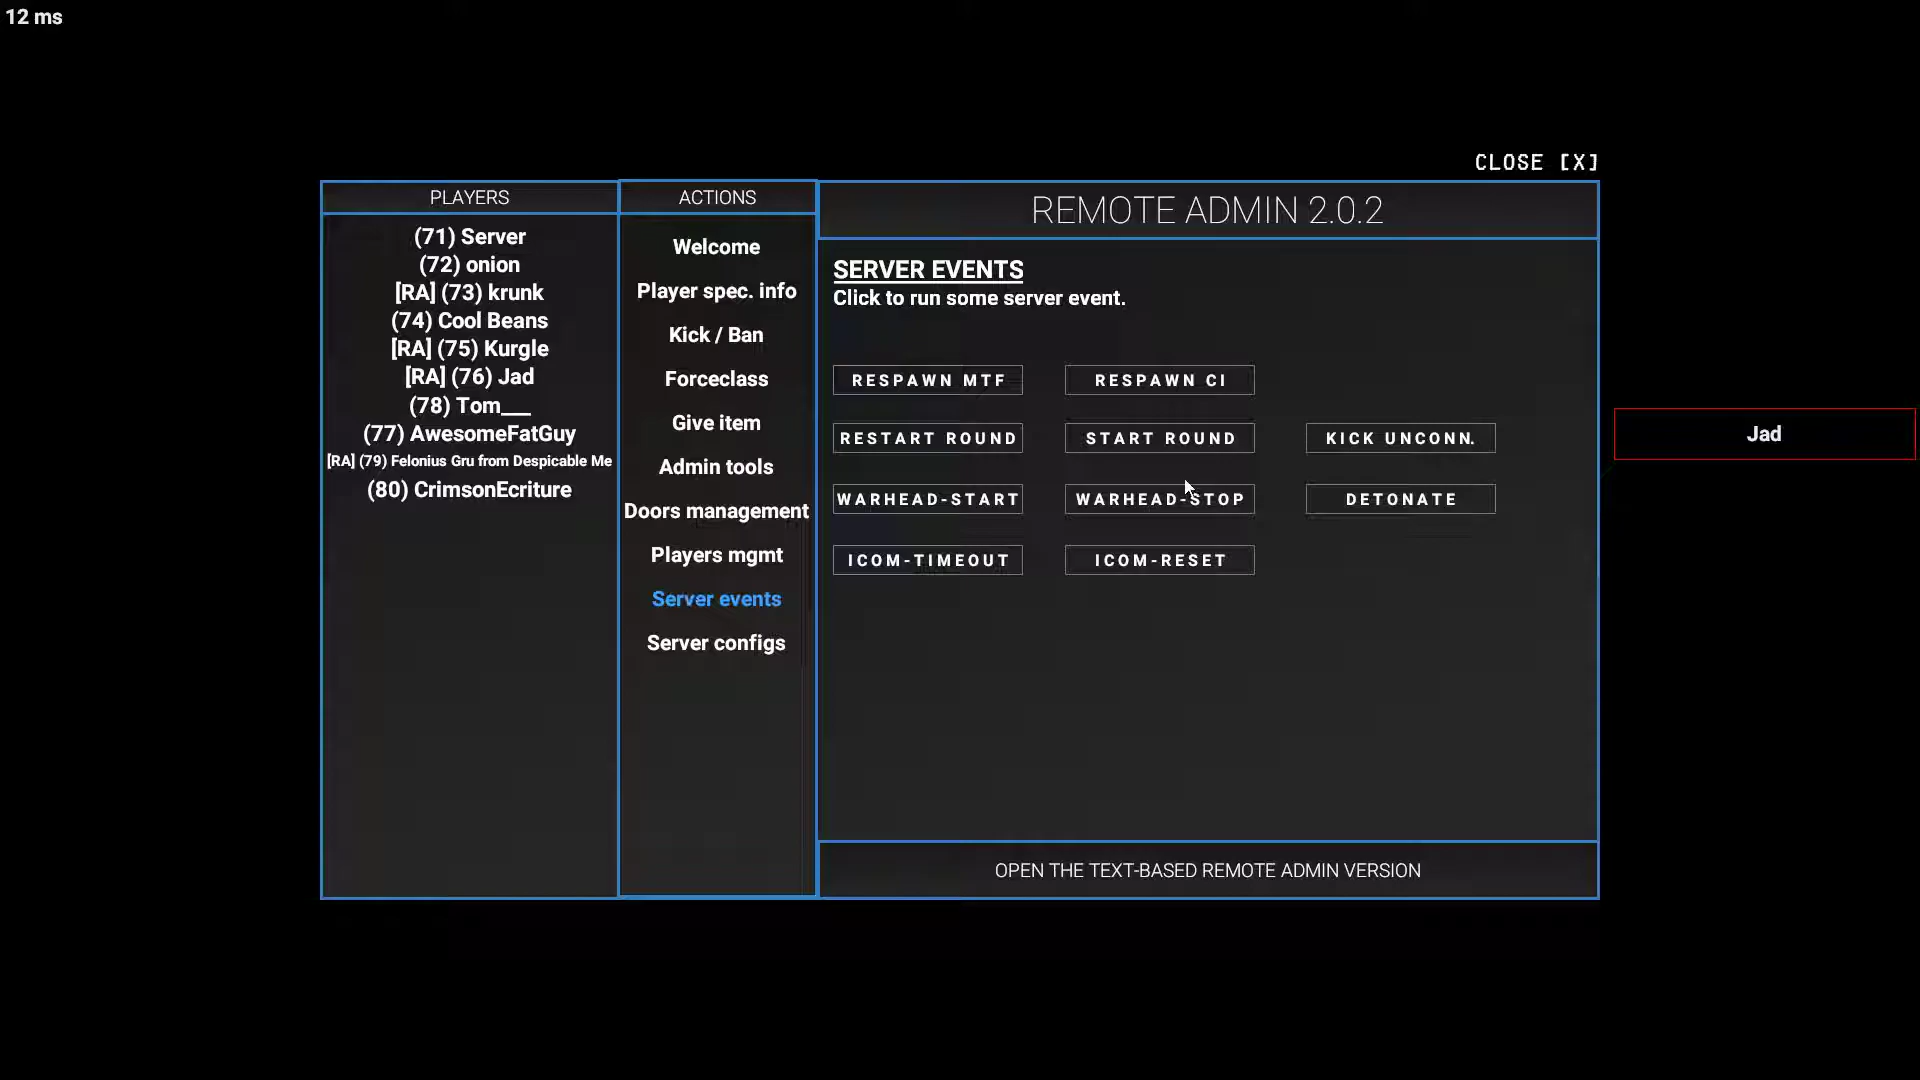 12 ms
CLOSE [X]
PLAYERS
(71) Server
(72) onion
[RA] (73) krunk
(74) Cool Beans
[RA] (75) Kurgle
[RA] (76) Jad
(78) Tom___
(77) AwesomeFatGuy
[RA] (79) Felonius Gru from Despicable Me
(80) CrimsonEcriture
ACTIONS
Welcome
Player spec. info
Kick / Ban
Forceclass
Give item
Admin tools
Doors management
Players mgmt
Server events
Server configs
REMOTE ADMIN 2.0.2
SERVER EVENTS
Click to run some server event.
RESPAWN MTF RESPAWN CI
RESTART ROUND START ROUND KICK UNCONN.
WARHEAD-START WARHEAD-STOP DETONATE
ICOM-TIMEOUT ICOM-RESET
OPEN THE TEXT-BASED REMOTE ADMIN VERSION
Jad